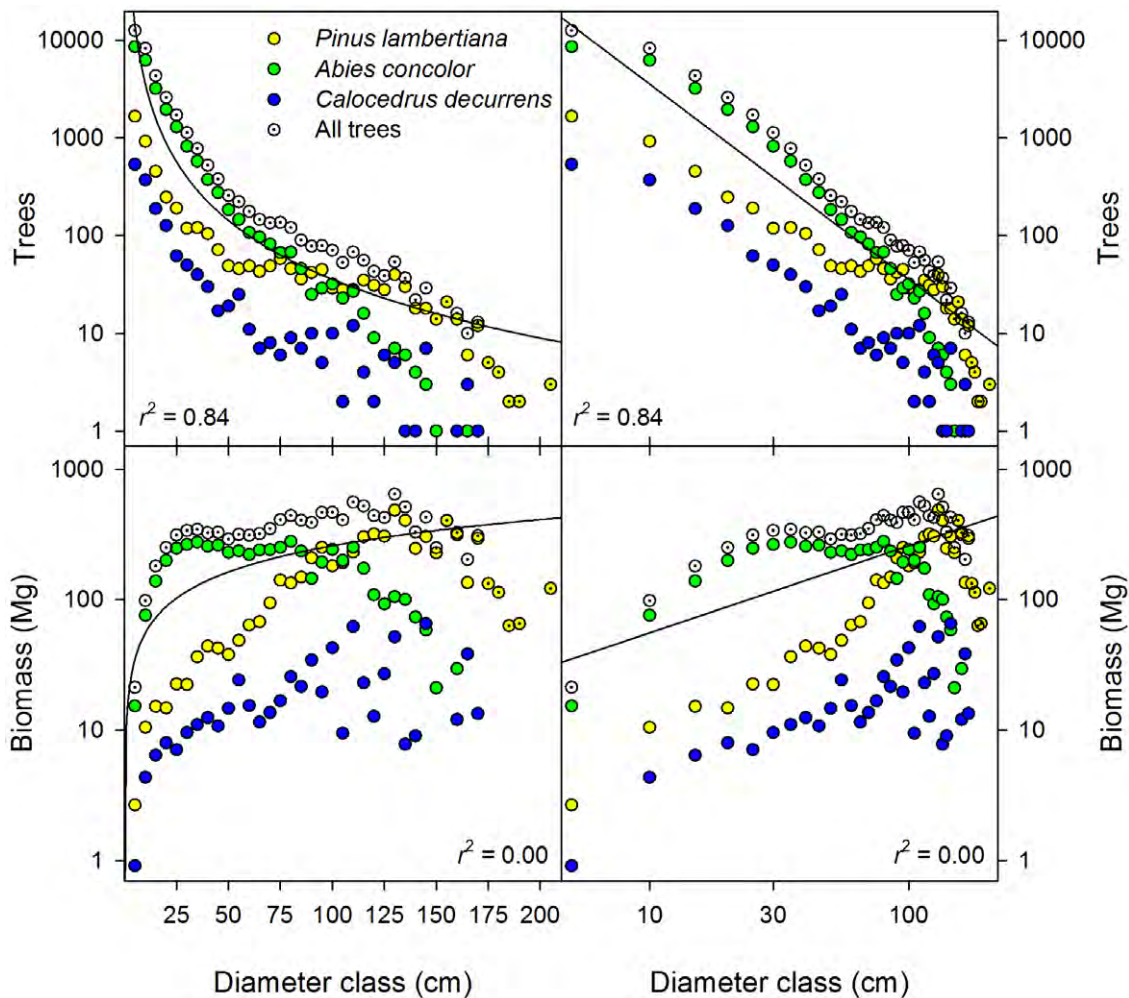 10000
1000
100
10
1
Trees
Pinus lambertiana
Abies concolor
Calocedrus decurrens
All trees
r² = 0.84
r² = 0.84
10000
1000
100
10
1
Trees
1000
100
10
1
Biomass (Mg)
r² = 0.00
r² = 0.00
1000
100
10
1
Biomass (Mg)
25 50 75 100 125 150 175 200
10 30 100
Diameter class (cm)
Diameter class (cm)